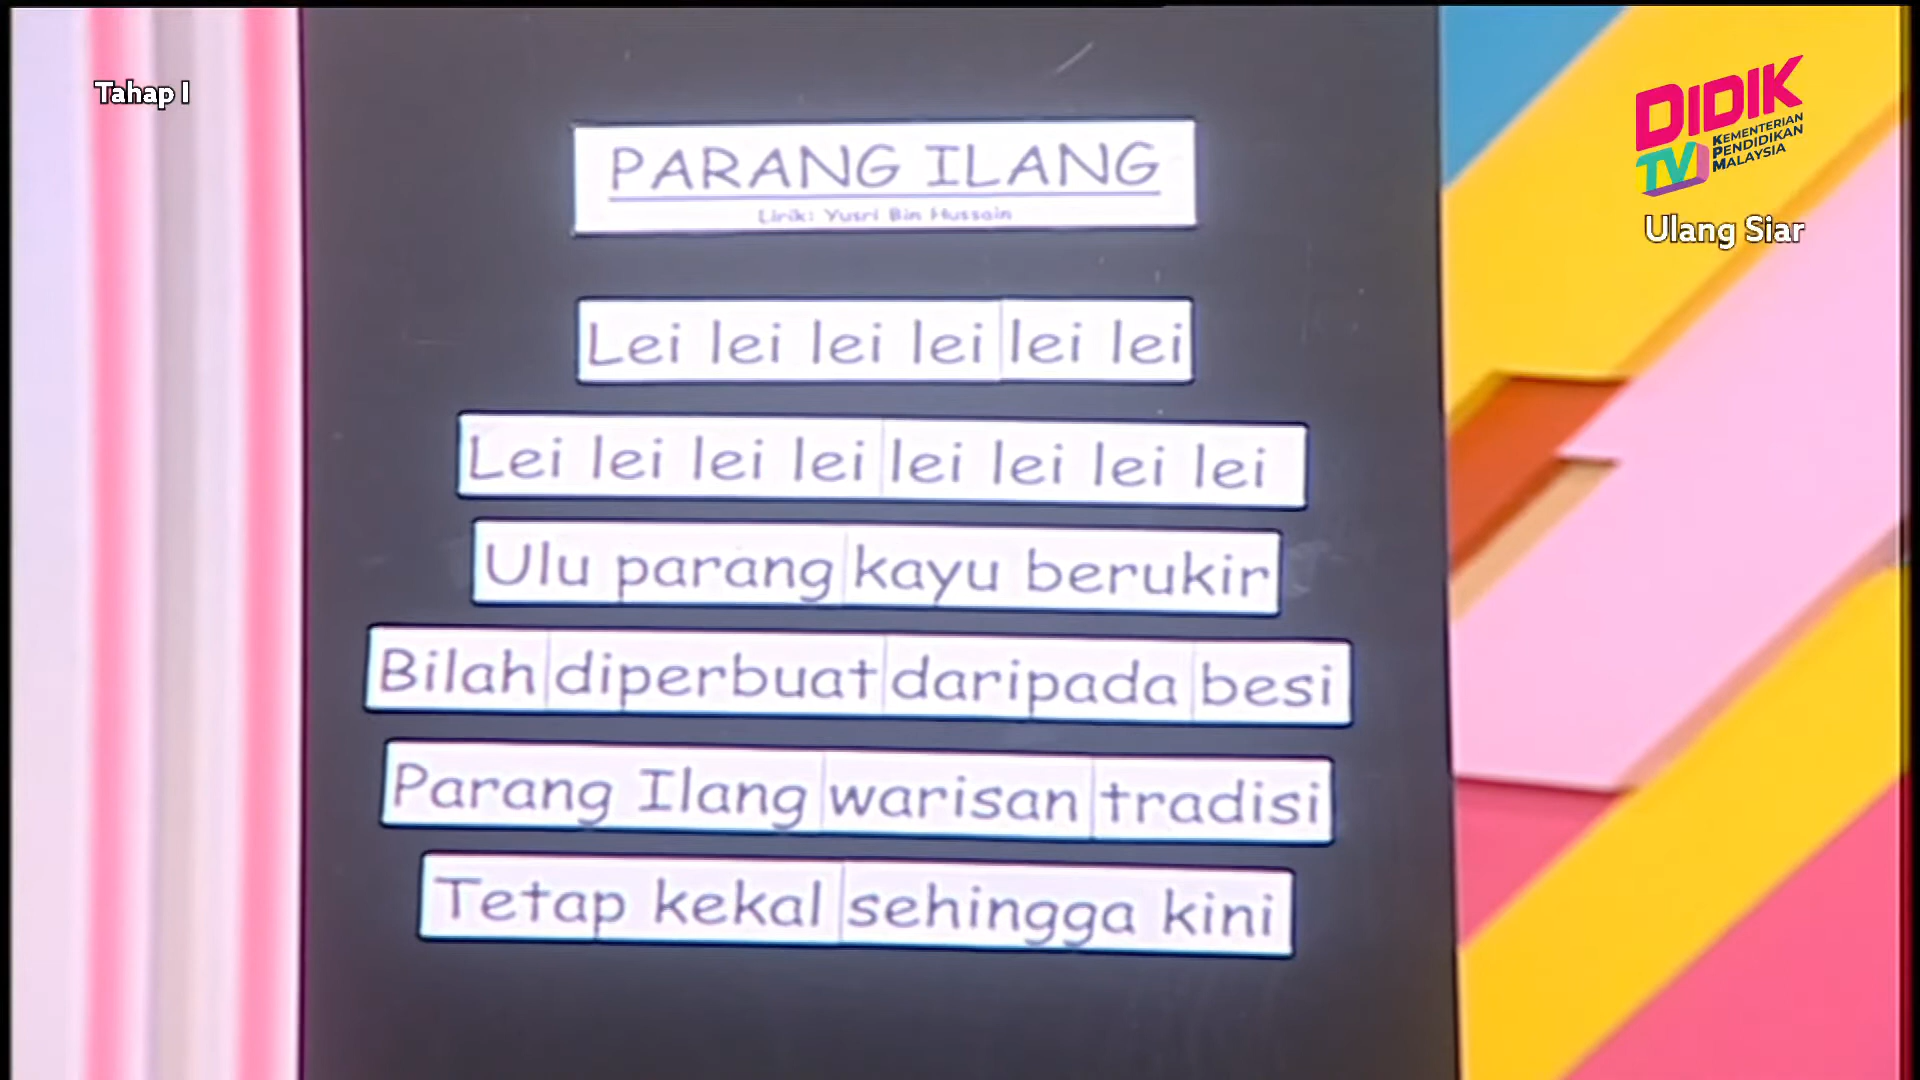 Tahap I
DIDIK
TV
KEMENTERIAN
PENDIDIKAN
MALAYSIA
Ulang Siar
PARANG ILANG
Lirik: Yusri Bin Hussain
Lei lei lei lei lei lei
Lei lei lei lei lei lei lei lei
Ulu parang kayu berukir
Bilah diperbuat daripada besi
Parang Ilang warisan tradisi
Tetap kekal sehingga kini